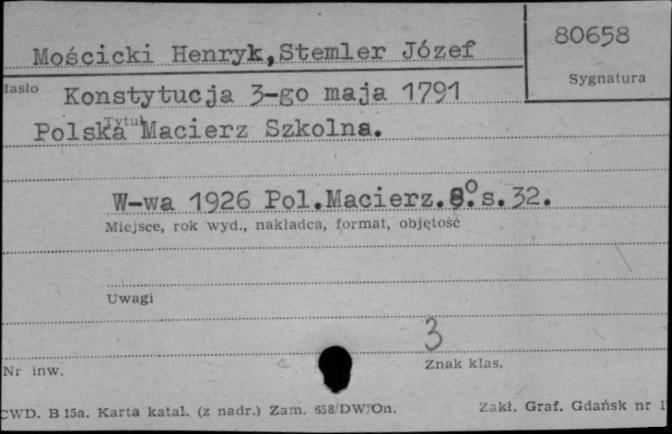 80658
Mościcki Henryk,Stemler Józef
Sygnatura
Hasło
Konstytucja 3-go maja 1791
Tytuł
Polska Macierz Szkolna.
W-wa 1926 Pol.Macierz.8°.s.32.
Miejsce, rok wyd., nakładca, format, objętość
Uwagi
3
Nr inw.
Znak klas.
CWD. B 15a. Karta katal. (z nadr.) Zam. 658/DW/On.
Zakł. Graf. Gdańsk nr 1